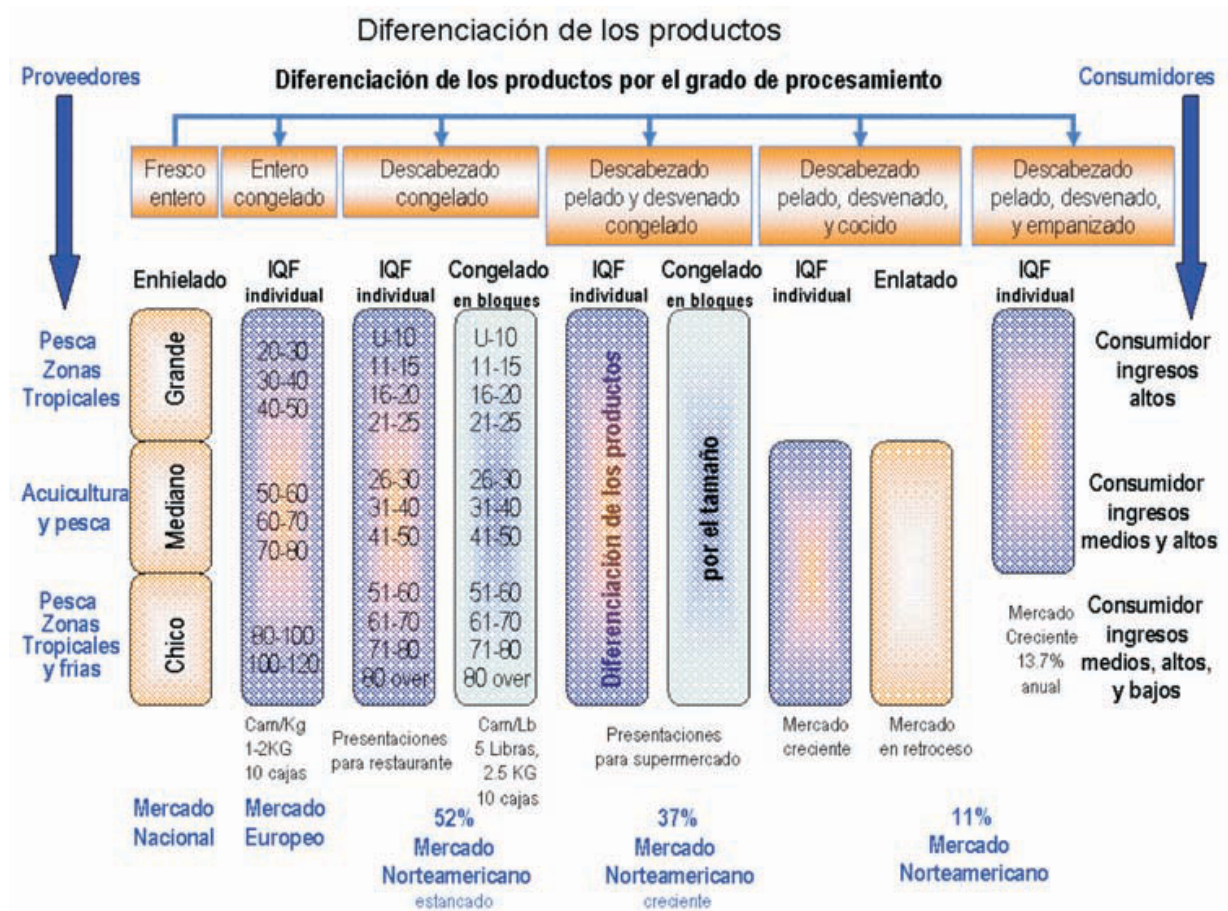 Diferenciación de los productos
Proveedores
Diferenciación de los productos por el grado de procesamiento
Consumidores
Fresco
entero
Entero
congelado
Descabezado
congelado
Descabezado
pelado y desvenado
congelado
Descabezado
pelado, desvenado,
y cocido
Descabezado
pelado, desvenado,
y empanizado
Enhielado
IQF
individual
IQF
individual
Congelado
en bloques
IQF
individual
Congelado
en bloques
IQF
individual
Enlatado
IQF
individual
Pesca
Zonas
Tropicales
Acuicultura
y pesca
Pesca
Zonas
Tropicales
y frias
Grande
Mediano
Chico
20-30
30-40
40-50
50-60
60-70
70-80
80-100
100-120
U-10
11-15
16-20
21-25
26-30
31-40
41-50
51-60
61-70
71-80
80 over
U-10
11-15
16-20
21-25
26-30
31-40
41-50
51-60
61-70
71-80
80 over
Diferenciación de los productos
por el tamaño
Consumidor
ingresos
altos
Consumidor
ingresos
medios y altos
Consumidor
ingresos
medios, altos,
y bajos
Mercado
Creciente
13.7%
anual
Cam/Kg
1-2KG
10 cajas
Presentaciones
para restaurante
Cam/Lb
5 Libras,
2.5 KG
10 cajas
Presentaciones
para supermercado
Mercado
creciente
Mercado
en retroceso
Mercado
Nacional
Mercado
Europeo
52%
Mercado
Norteamericano
estancado
37%
Mercado
Norteamericano
creciente
11%
Mercado
Norteamericano